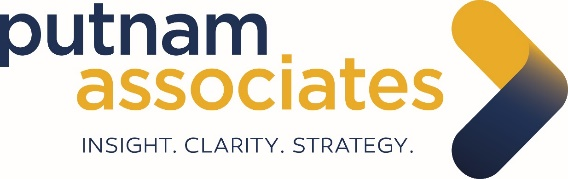 putnam
associates
INSIGHT. CLARITY. STRATEGY.